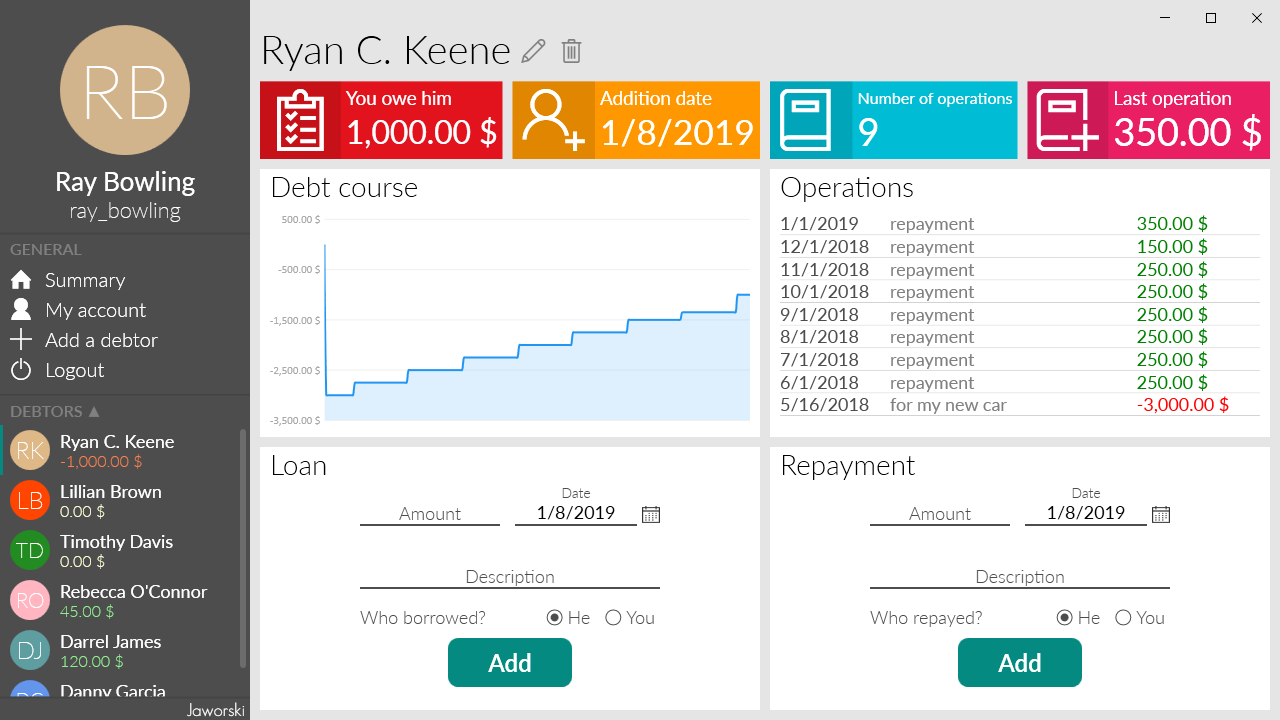 RB
Ray Bowling
ray_bowling
GENERAL
Summary
My account
Add a debtor
Logout
DEBTORS ▲
RK
Ryan C. Keene
-1,000.00 $
LB
Lillian Brown
0.00 $
TD
Timothy Davis
0.00 $
RO
Rebecca O'Connor
45.00 $
DJ
Darrel James
120.00 $
Danny Garcia
Jaworski
Ryan C. Keene
You owe him
1,000.00 $
Addition date
1/8/2019
Number of operations
9
Last operation
350.00 $
Debt course
500.00 $
-500.00 $
-1,500.00 $
-2,500.00 $
-3,500.00 $
Operations
1/1/2019 repayment 350.00 $
12/1/2018 repayment 150.00 $
11/1/2018 repayment 250.00 $
10/1/2018 repayment 250.00 $
9/1/2018 repayment 250.00 $
8/1/2018 repayment 250.00 $
7/1/2018 repayment 250.00 $
6/1/2018 repayment 250.00 $
5/16/2018 for my new car -3,000.00 $
Loan
Date
Amount 1/8/2019
Description
Who borrowed? He You
Add
Repayment
Date
Amount 1/8/2019
Description
Who repayed? He You
Add